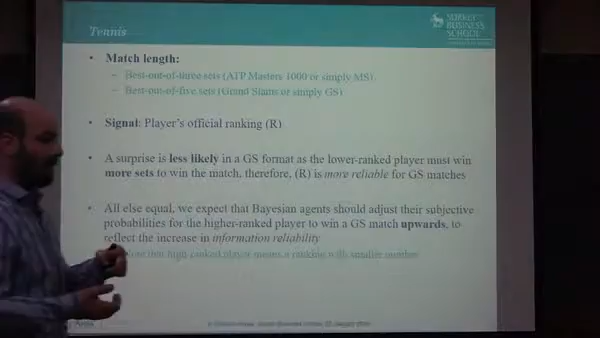 Tennis
BUSINESS
SCHOOL
• Match length:
– Best-out-of-three sets (ATP Masters 1000 or simply MS)
– Best-out-of-five sets (Grand Slams or simply GS)
• Signal: Player's official ranking (R)
• A surprise is less likely in a GS format as the lower-ranked player must win
more sets to win the match, therefore, (R) is more reliable for GS matches
• All else equal, we expect that Bayesian agents should adjust their subjective
probabilities for the higher-ranked player to win a GS match upwards, to
reflect the increase in information reliability
that high-ranked player means a ranking with smaller number